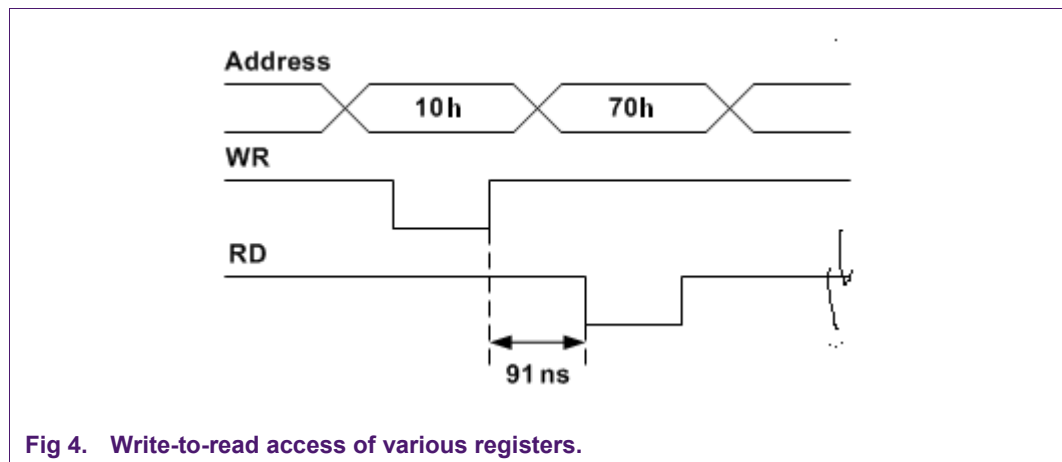 Address
10h 70h
WR
RD
91 ns
Fig 4. Write-to-read access of various registers.